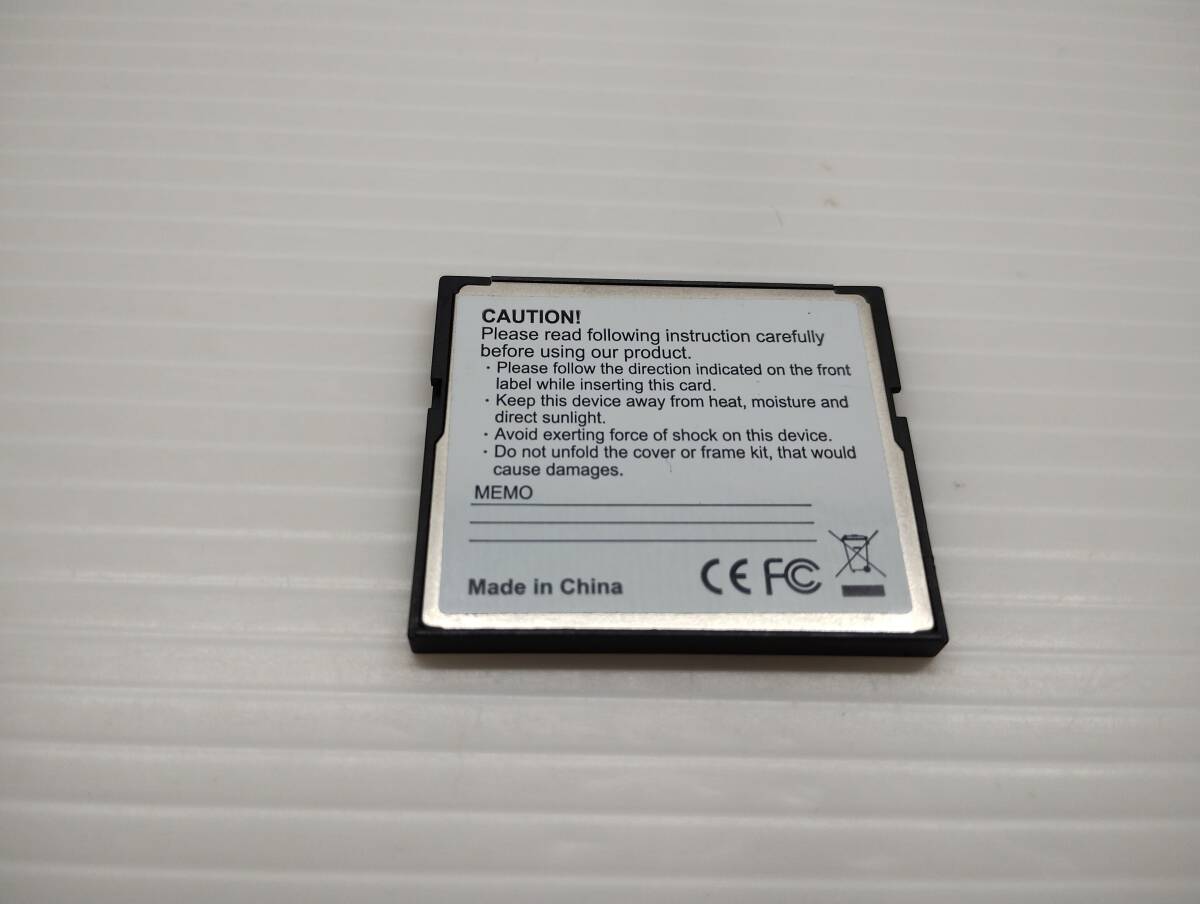 CAUTION!
Please read following instruction carefully
before using our product.
· Please follow the direction indicated on the front
label while inserting this card.
· Keep this device away from heat, moisture and
direct sunlight.
· Avoid exerting force of shock on this device.
· Do not unfold the cover or frame kit, that would
cause damages.
MEMO
Made in China CE FC